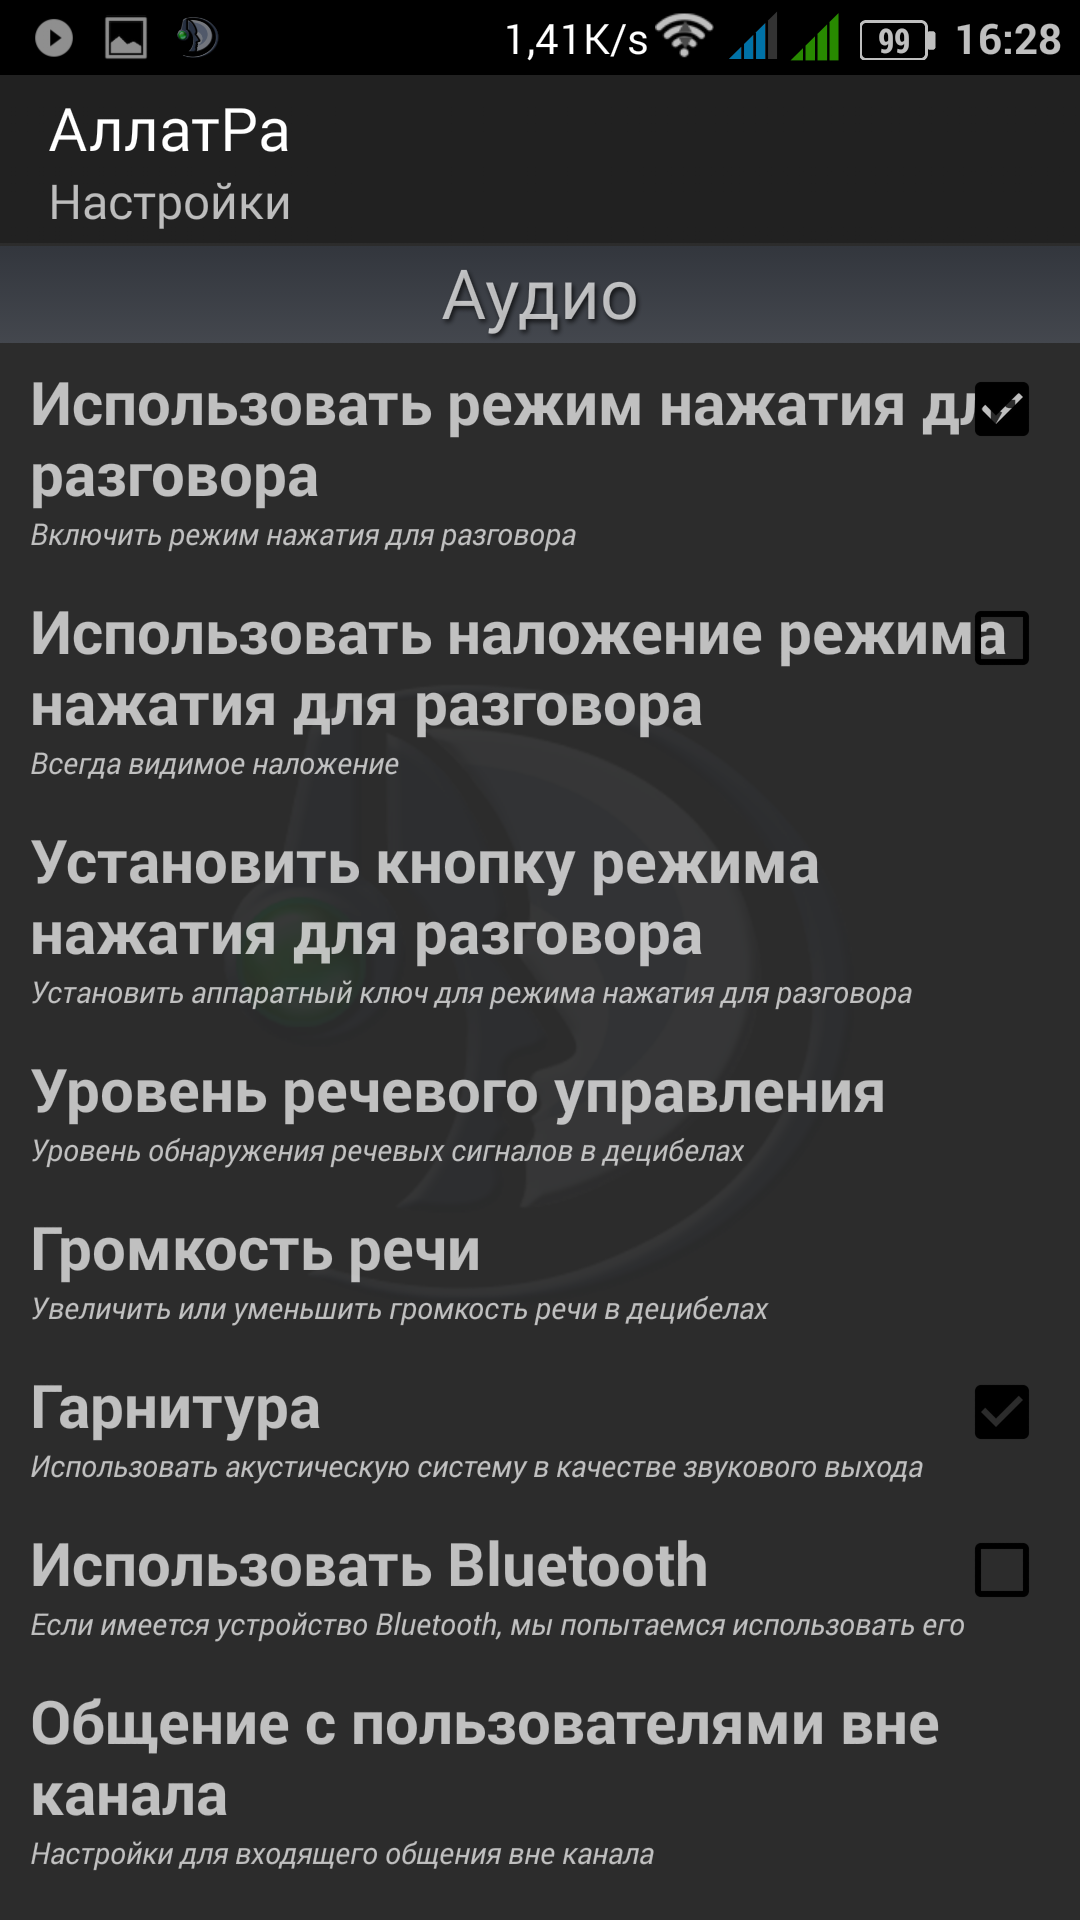 1,41K/s 99 16:28
АллатРа
Настройки
Аудио
Использовать режим нажатия
разговора
Включить режим нажатия для разговора
Использовать наложение режима
нажатия для разговора
Всегда видимое наложение
Установить кнопку режима
нажатия для разговора
Установить аппаратный ключ для режима нажатия для разговора
Уровень речевого управления
Уровень обнаружения речевых сигналов в децибелах
Громкость речи
Увеличить или уменьшить громкость речи в децибелах
Гарнитура
Использовать акустическую систему в качестве звукового выхода
Использовать Bluetooth
Если имеется устройство Bluetooth, мы попытаемся использовать его
Общение с пользователями вне
канала
Настройки для входящего общения вне канала